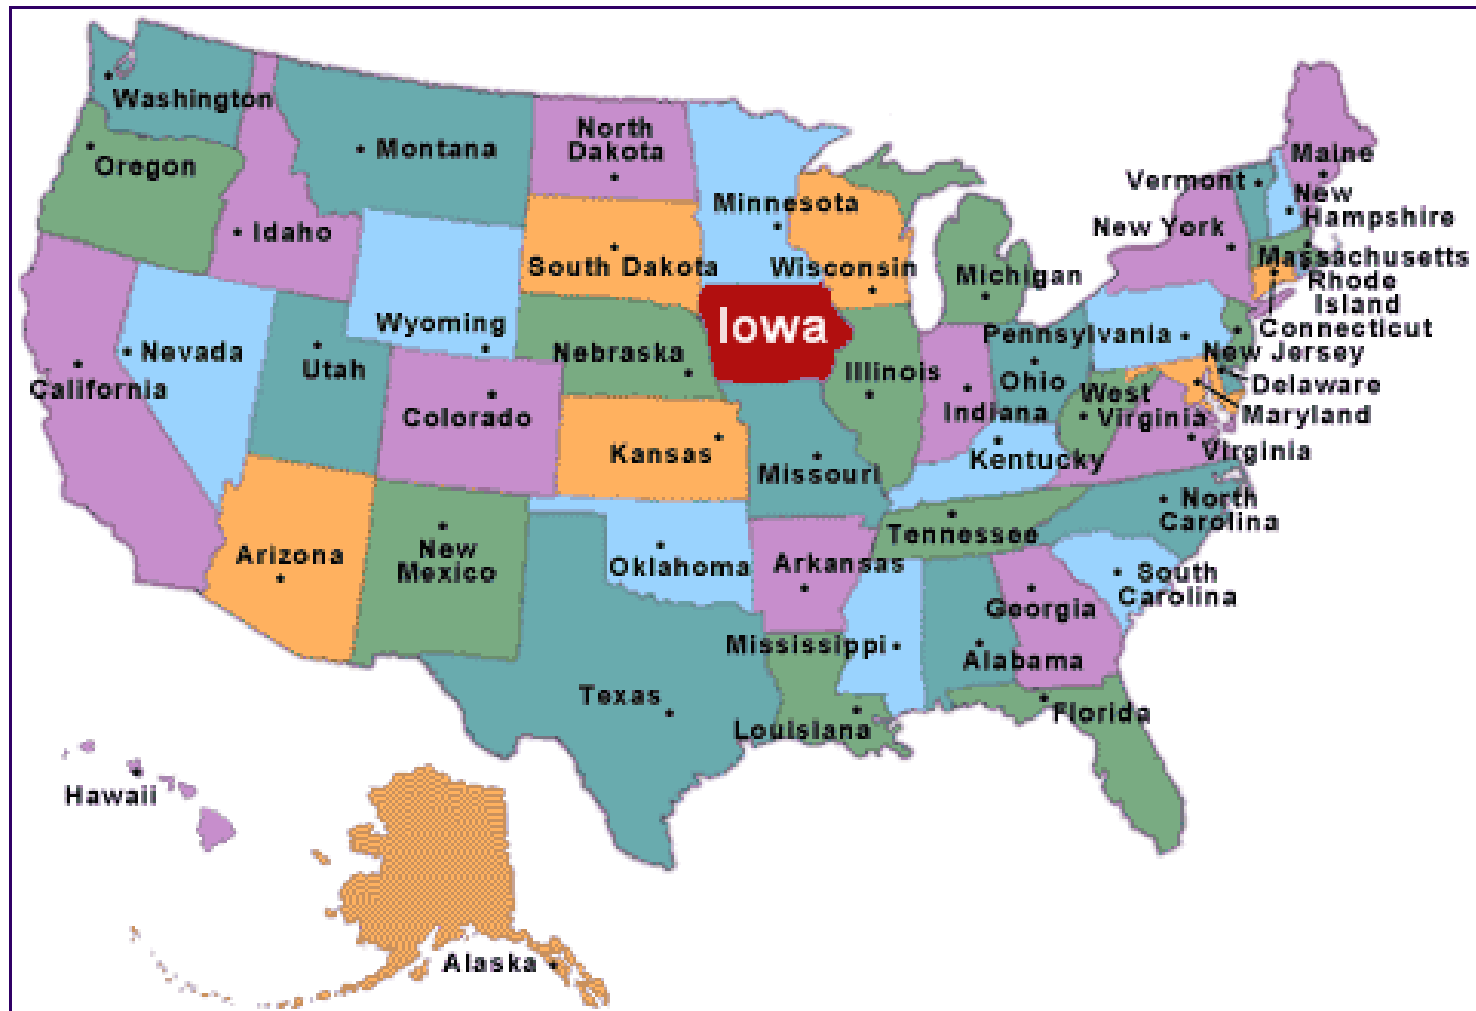 Washington
Oregon
Montana
Idaho
North
Dakota
Minnesota
South Dakota
Wisconsin
Michigan
Maine
Vermont
New
Hampshire
New York
Massachusetts
Rhode
Island
Connecticut
Pennsylvania
New Jersey
Delaware
Maryland
Wyoming
Nebraska
Iowa
Illinois
Indiana
Ohio
West
Virginia
Virginia
California
Nevada
Utah
Colorado
Kansas
Missouri
Kentucky
North
Carolina
Tennessee
Arizona
New
Mexico
Oklahoma
Arkansas
South
Carolina
Georgia
Mississippi
Alabama
Texas
Louisiana
Florida
Hawaii
Alaska